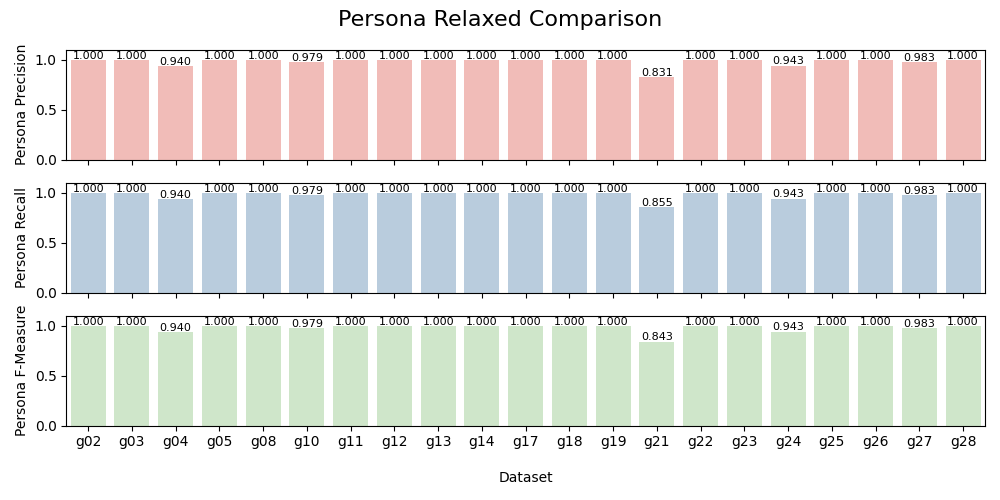 Persona Relaxed Comparison
Persona Precision
1.0
0.5
0.0
1.000 1.000 0.940 1.000 1.000 0.979 1.000 1.000 1.000 1.000 1.000 1.000 1.000 0.831 1.000 1.000 0.943 1.000 1.000 0.983 1.000
Persona Recall
1.0
0.5
0.0
1.000 1.000 0.940 1.000 1.000 0.979 1.000 1.000 1.000 1.000 1.000 1.000 1.000 0.855 1.000 1.000 0.943 1.000 1.000 0.983 1.000
Persona F-Measure
1.0
0.5
0.0
1.000 1.000 0.940 1.000 1.000 0.979 1.000 1.000 1.000 1.000 1.000 1.000 1.000 0.843 1.000 1.000 0.943 1.000 1.000 0.983 1.000
g02 g03 g04 g05 g08 g10 g11 g12 g13 g14 g17 g18 g19 g21 g22 g23 g24 g25 g26 g27 g28
Dataset